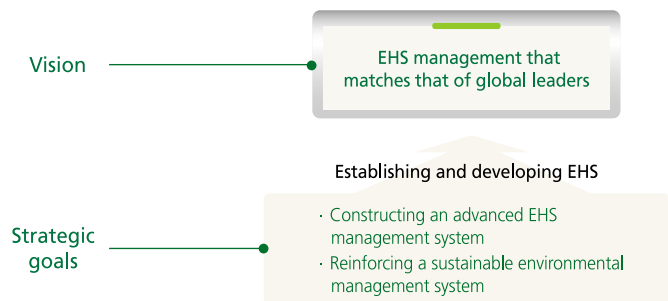 Vision
EHS management that
matches that of global leaders
Establishing and developing EHS
Strategic
goals
· Constructing an advanced EHS
management system
· Reinforcing a sustainable environmental
management system